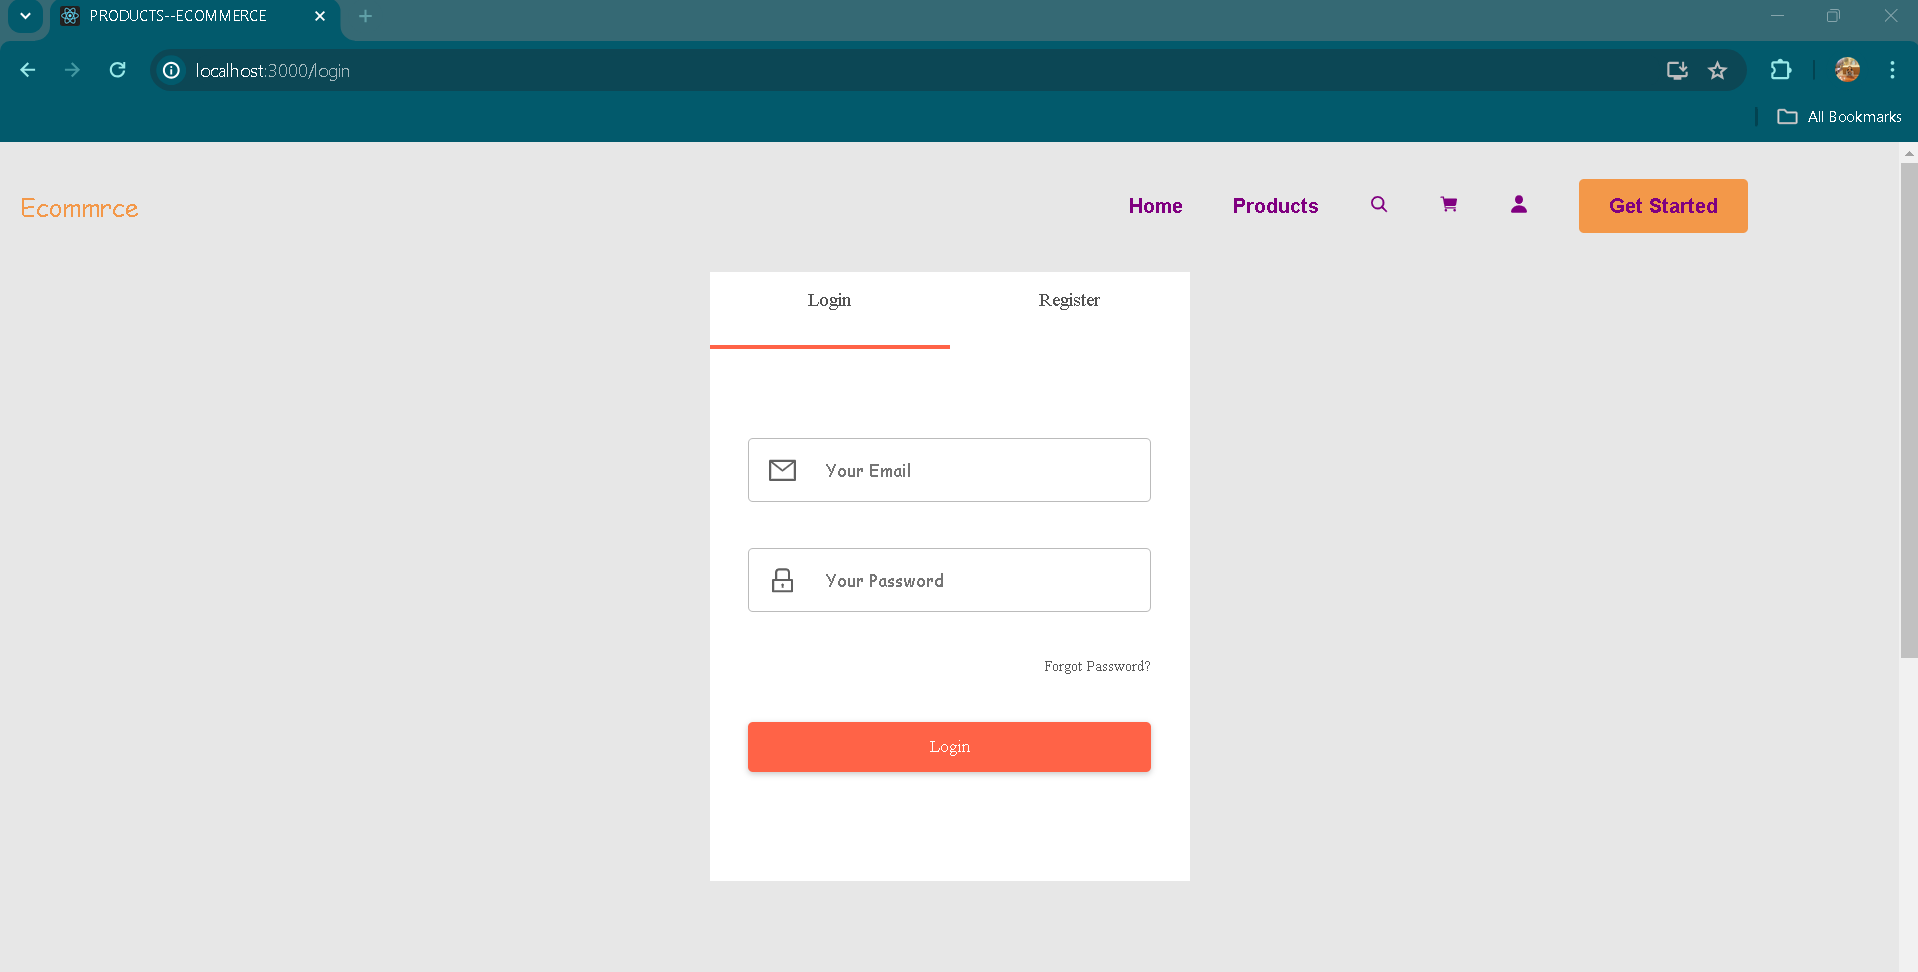 PRODUCTS--ECOMMERCE
localhost:3000/login
All Bookmarks
Ecommrce
Home Products Get Started
Login Register
Your Email
Your Password
Forgot Password?
Login